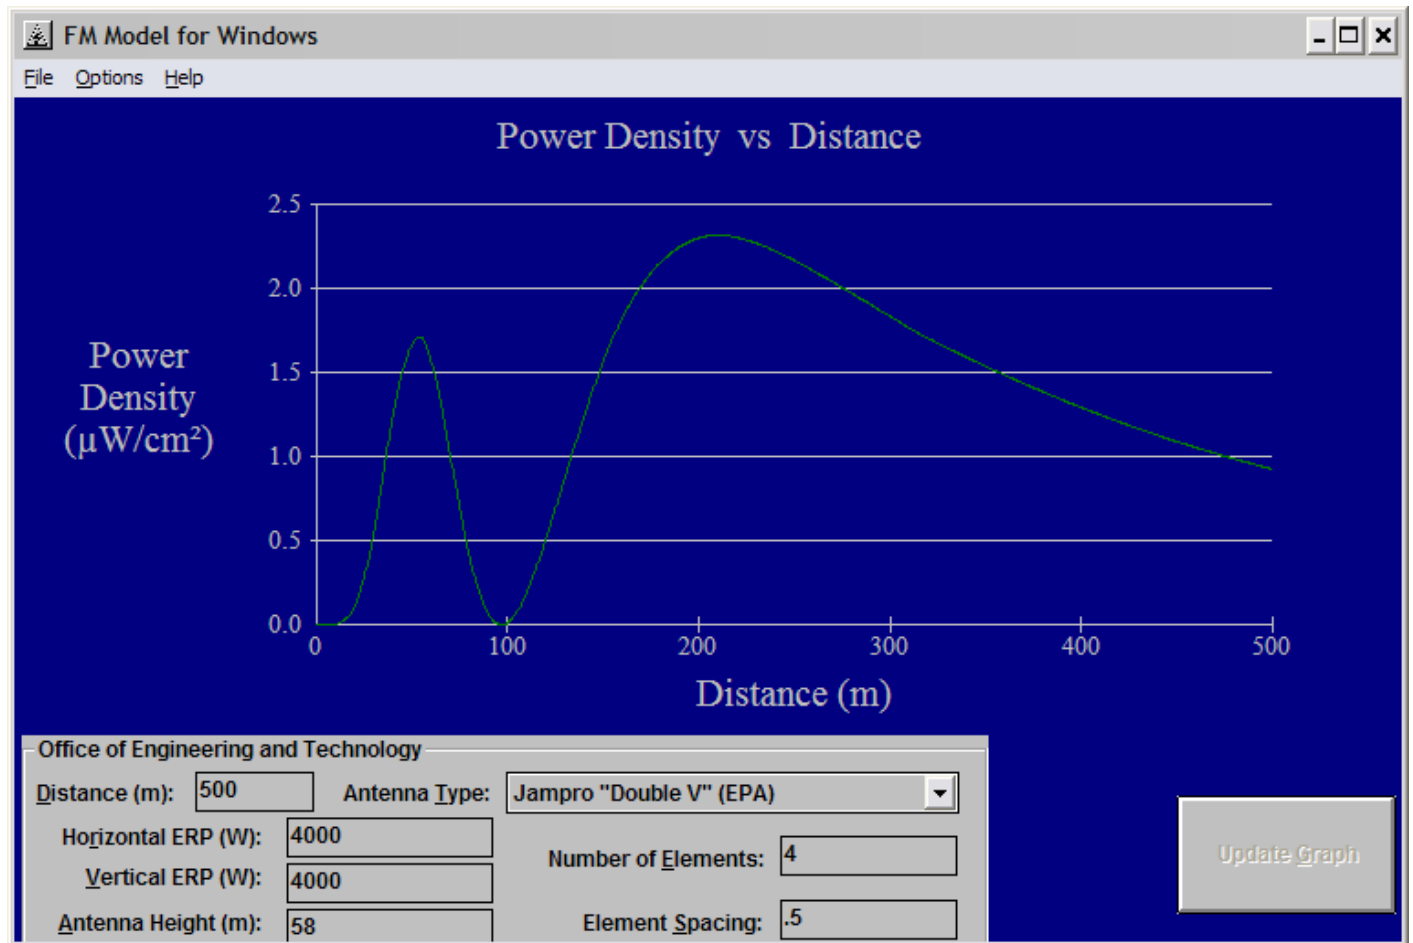 FM Model for Windows
File Options Help
Power Density vs Distance
2.5
2.0
1.5
1.0
0.5
0.0
Power
Density
(µW/cm²)
0 100 200 300 400 500
Distance (m)
Office of Engineering and Technology
Distance (m): 500 Antenna Type: Jampro "Double V" (EPA)
Horizontal ERP (W): 4000
Number of Elements: 4
Vertical ERP (W): 4000
Antenna Height (m): 58
Element Spacing: .5
Update Graph